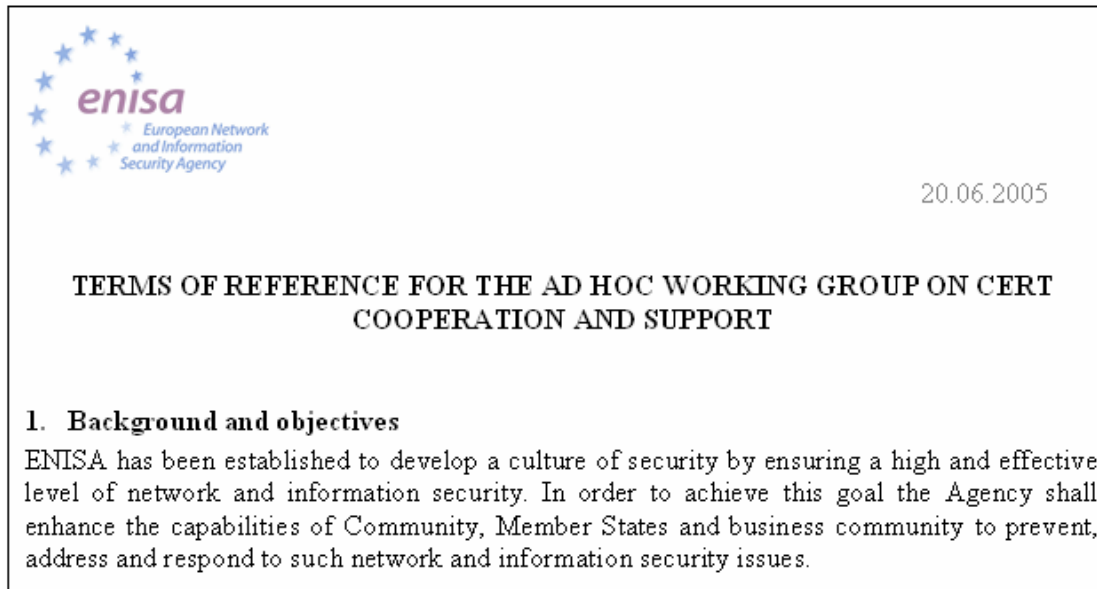 enisa
European Network
and Information
Security Agency
20.06.2005
TERMS OF REFERENCE FOR THE AD HOC WORKING GROUP ON CERT
COOPERATION AND SUPPORT
1. Background and objectives
ENISA has been established to develop a culture of security by ensuring a high and effective
level of network and information security. In order to achieve this goal the Agency shall
enhance the capabilities of Community, Member States and business community to prevent,
address and respond to such network and information security issues.